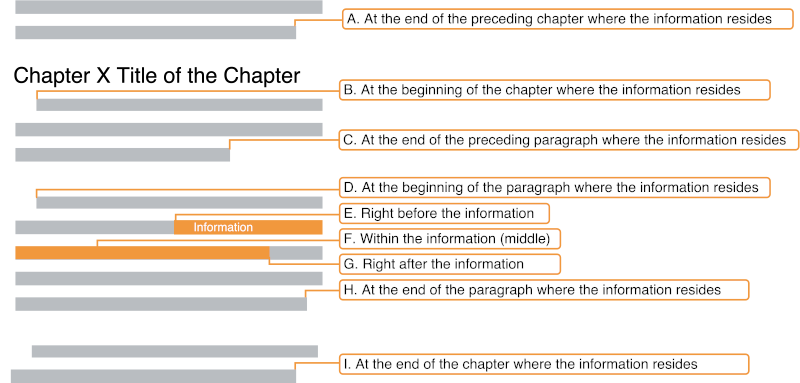 A. At the end of the preceding chapter where the information resides
Chapter X Title of the Chapter
B. At the beginning of the chapter where the information resides
C. At the end of the preceding paragraph where the information resides
D. At the beginning of the paragraph where the information resides
E. Right before the information
Information
F. Within the information (middle)
G. Right after the information
H. At the end of the paragraph where the information resides
I. At the end of the chapter where the information resides